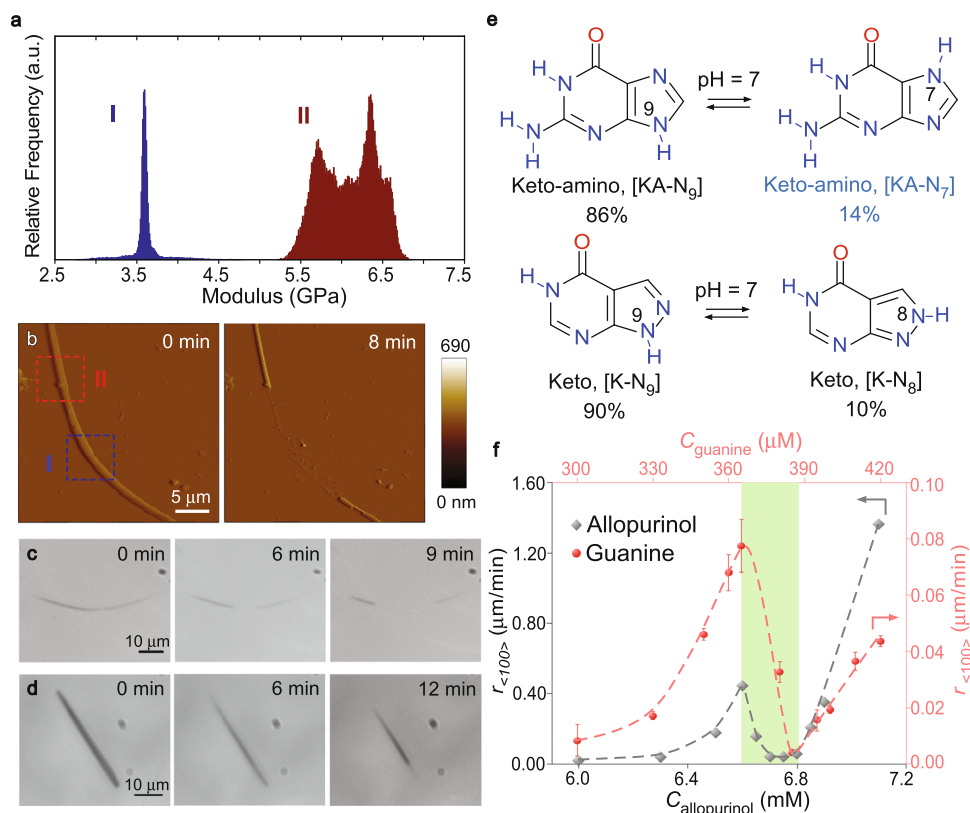 a
Relative Frequency (a.u.)
I
II
2.5 3.5 4.5 5.5 6.5 7.5
Modulus (GPa)
b
0 min
8 min
II
I
5 μm
690
0 nm
c
0 min
6 min
9 min
10 μm
d
0 min
6 min
12 min
10 μm
e
O
H
N
N
H
N
H
N
9
N
H
pH = 7
O
H
N
N
H
N
H
N
H
N
7
N
Keto-amino, [KA-N9]
86%
Keto-amino, [KA-N7]
14%
O
H
N
N
9
N
N
H
pH = 7
O
H
N
N
8
N-H
N
Keto, [K-N9]
90%
Keto, [K-N8]
10%
f
Cguanine (μM)
300 330 360 390 420
1.60
1.20
0.80
0.40
0.00
r<100> (μm/min)
Allopurinol
Guanine
0.10
0.08
0.06
0.04
0.02
0.00
r<100> (μm/min)
6.0 6.4 6.8 7.2
Callopurinol (mM)